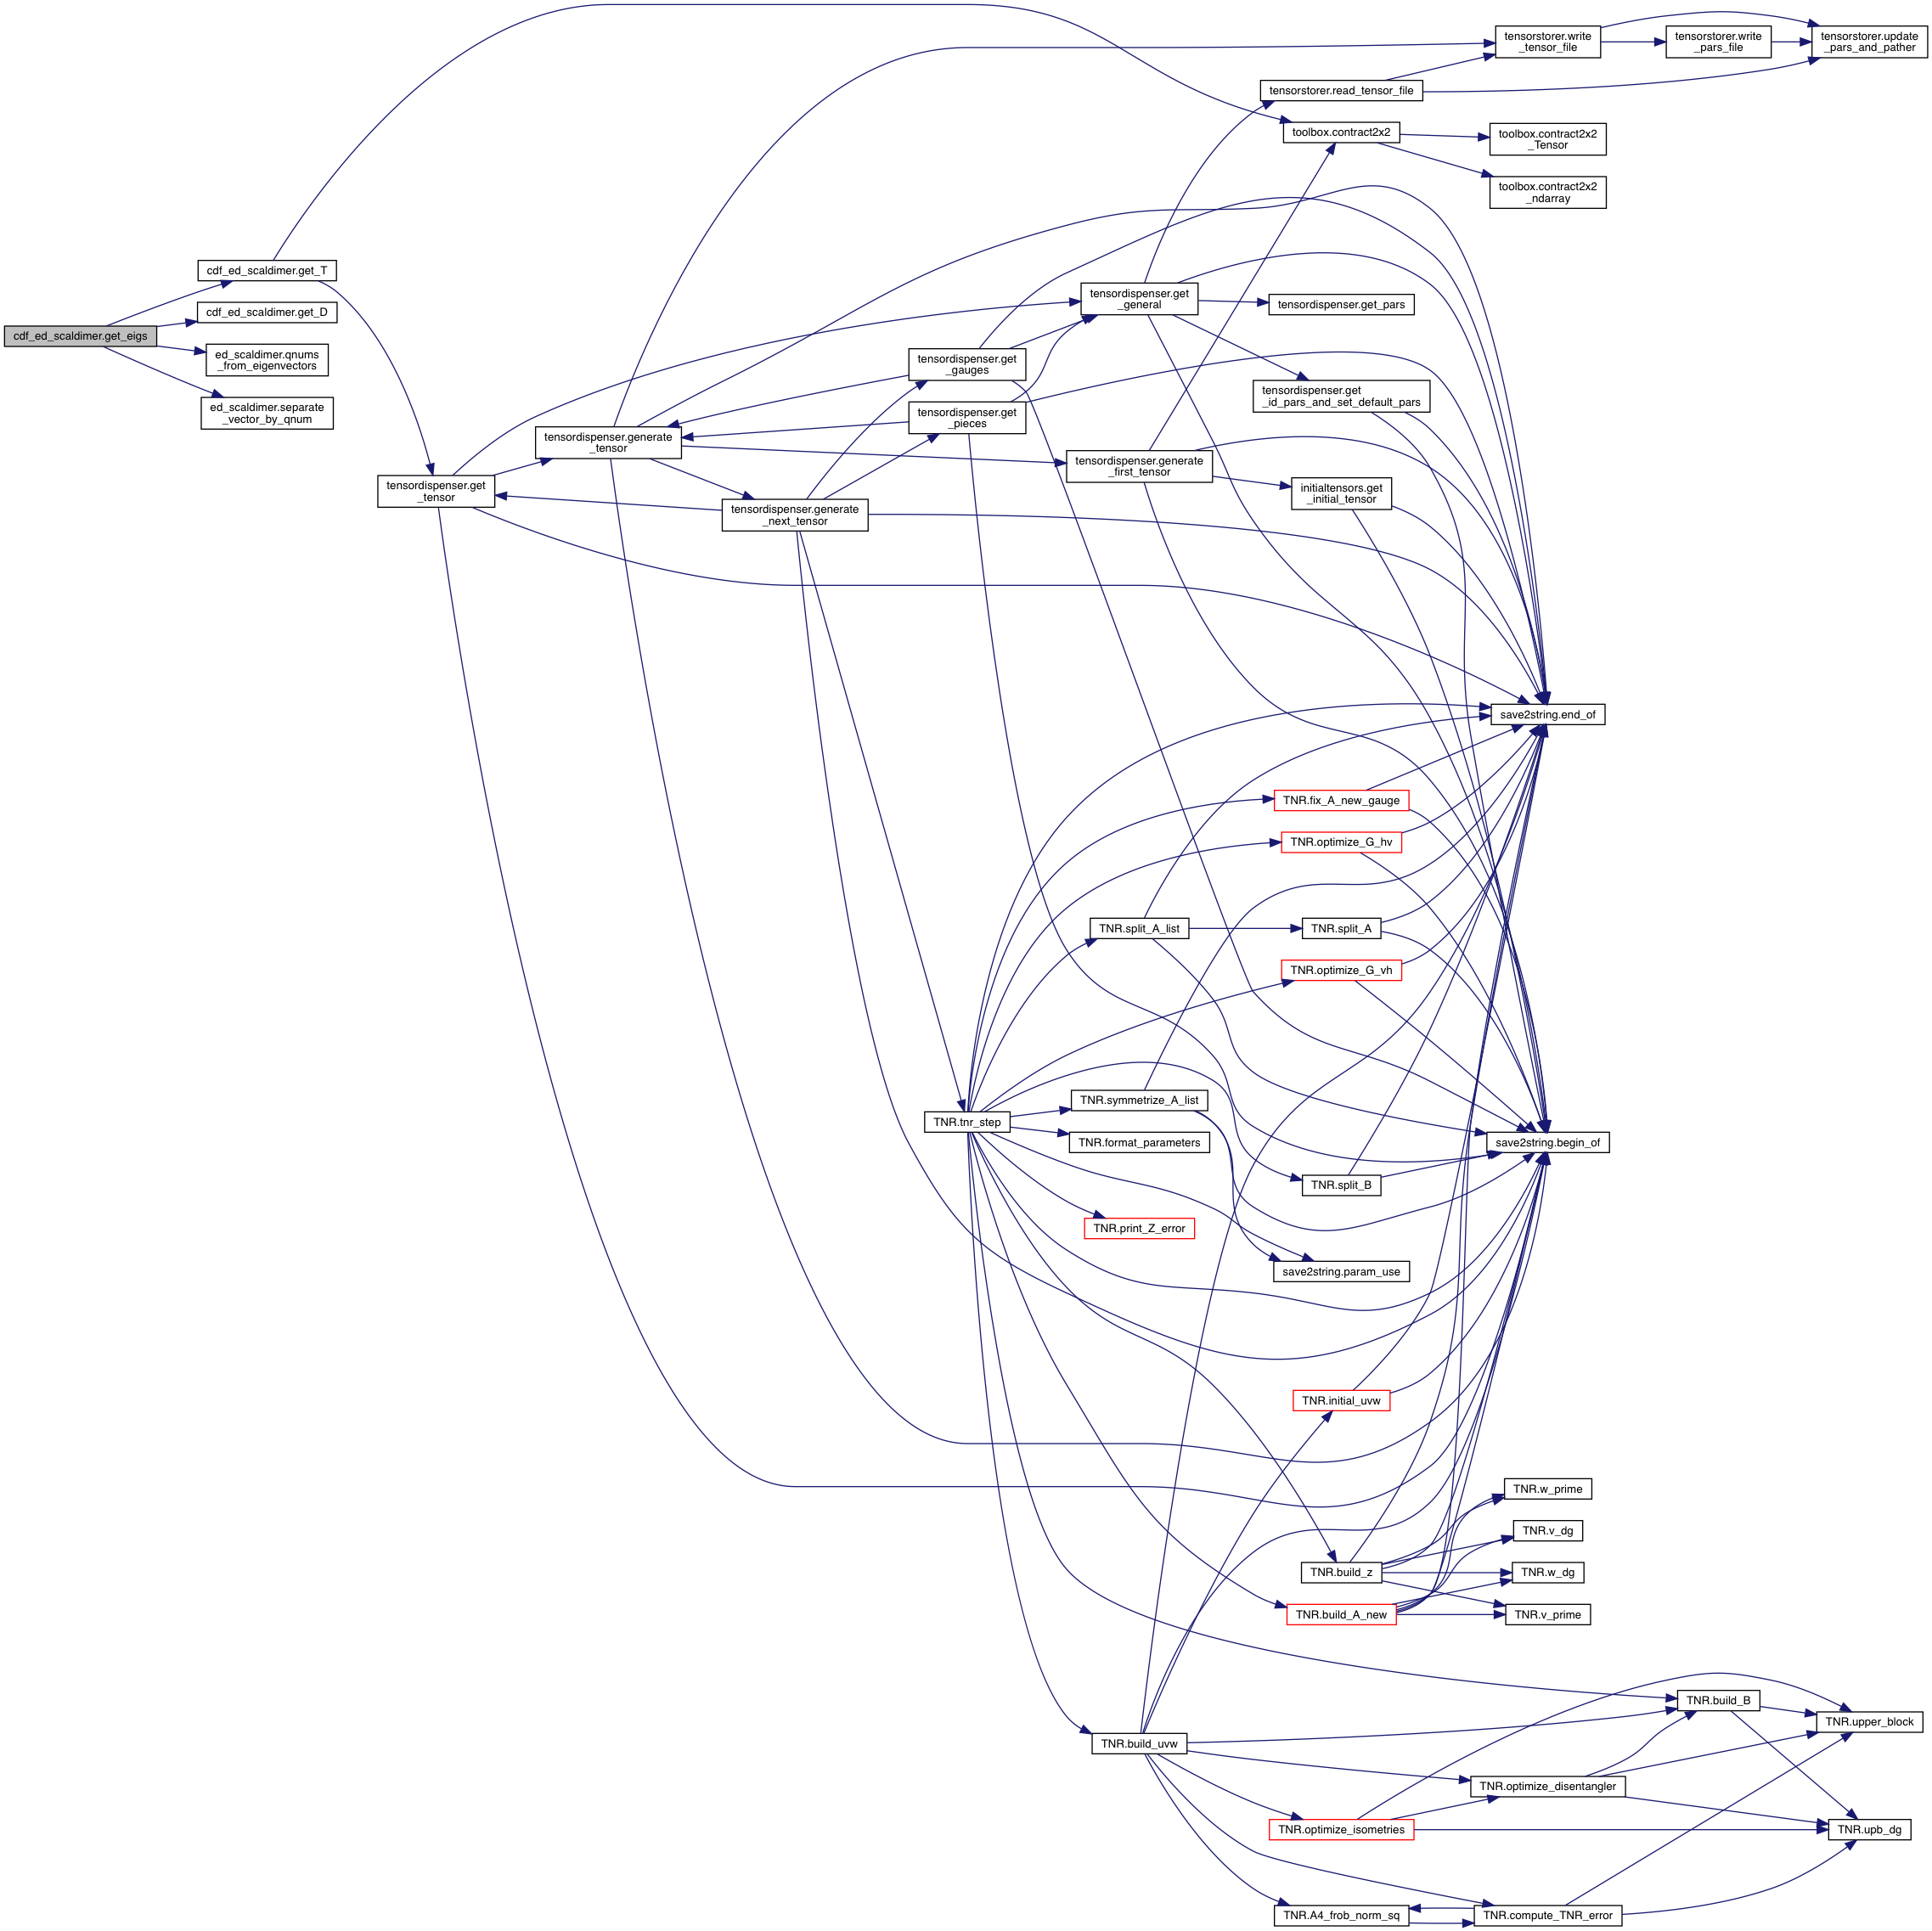 tensorstorer.write
_tensor_file
tensorstorer.write
_pars_file
tensorstorer.update
_pars_and_pather
tensorstorer.read_tensor_file
toolbox.contract2x2
toolbox.contract2x2
_Tensor
toolbox.contract2x2
_ndarray
cdf_ed_scaldimer.get_T
cdf_ed_scaldimer.get_D
cdf_ed_scaldimer.get_eigs
ed_scaldimer.qnums
_from_eigenvectors
ed_scaldimer.separate
_vector_by_qnum
tensordispenser.get
_general
tensordispenser.get_pars
tensordispenser.get
_gauges
tensordispenser.get
_id_pars_and_set_default_pars
tensordispenser.get
_pieces
tensordispenser.generate
_tensor
tensordispenser.generate
_first_tensor
tensordispenser.get
_tensor
initialtensors.get
_initial_tensor
tensordispenser.generate
_next_tensor
save2string.end_of
TNR.fix_A_new_gauge
TNR.optimize_G_hv
TNR.split_A_list
TNR.split_A
TNR.optimize_G_vh
TNR.symmetrize_A_list
TNR.tnr_step
TNR.format_parameters
save2string.begin_of
TNR.split_B
TNR.print_Z_error
save2string.param_use
TNR.initial_uvw
TNR.w_prime
TNR.v_dg
TNR.build_z
TNR.w_dg
TNR.build_A_new
TNR.v_prime
TNR.build_B
TNR.upper_block
TNR.build_uvw
TNR.optimize_disentangler
TNR.optimize_isometries
TNR.upb_dg
TNR.A4_frob_norm_sq
TNR.compute_TNR_error